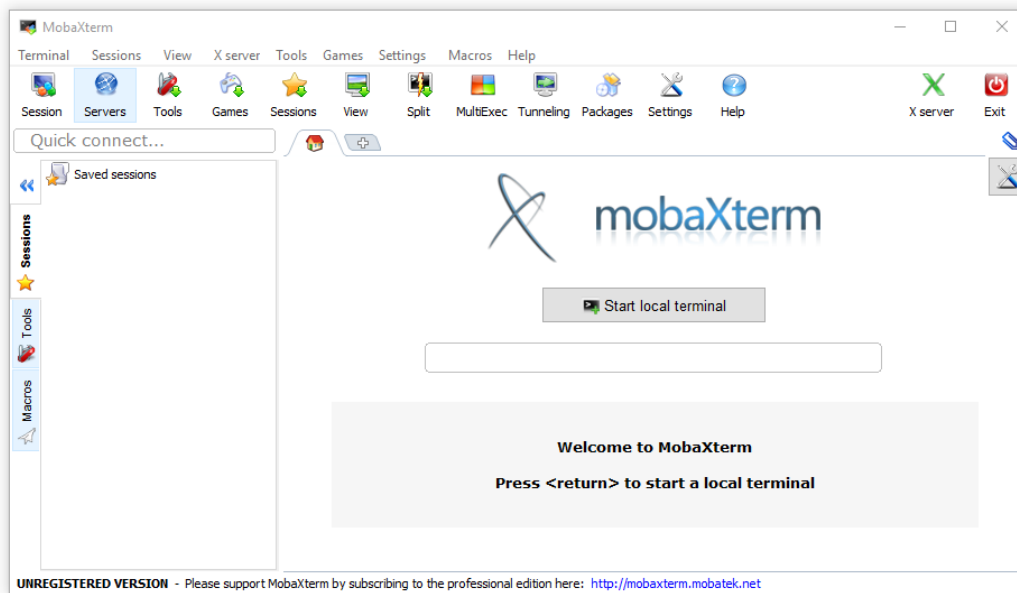 MobaXterm
Terminal Sessions View X server Tools Games Settings Macros Help
Session Servers Tools Games Sessions View Split MultiExec Tunneling Packages Settings Help X server Exit
Quick connect...
Saved sessions
Sessions
Tools
Macros
mobaXterm
Start local terminal
Welcome to MobaXterm
Press <return> to start a local terminal
UNREGISTERED VERSION - Please support MobaXterm by subscribing to the professional edition here: http://mobaxterm.mobatek.net